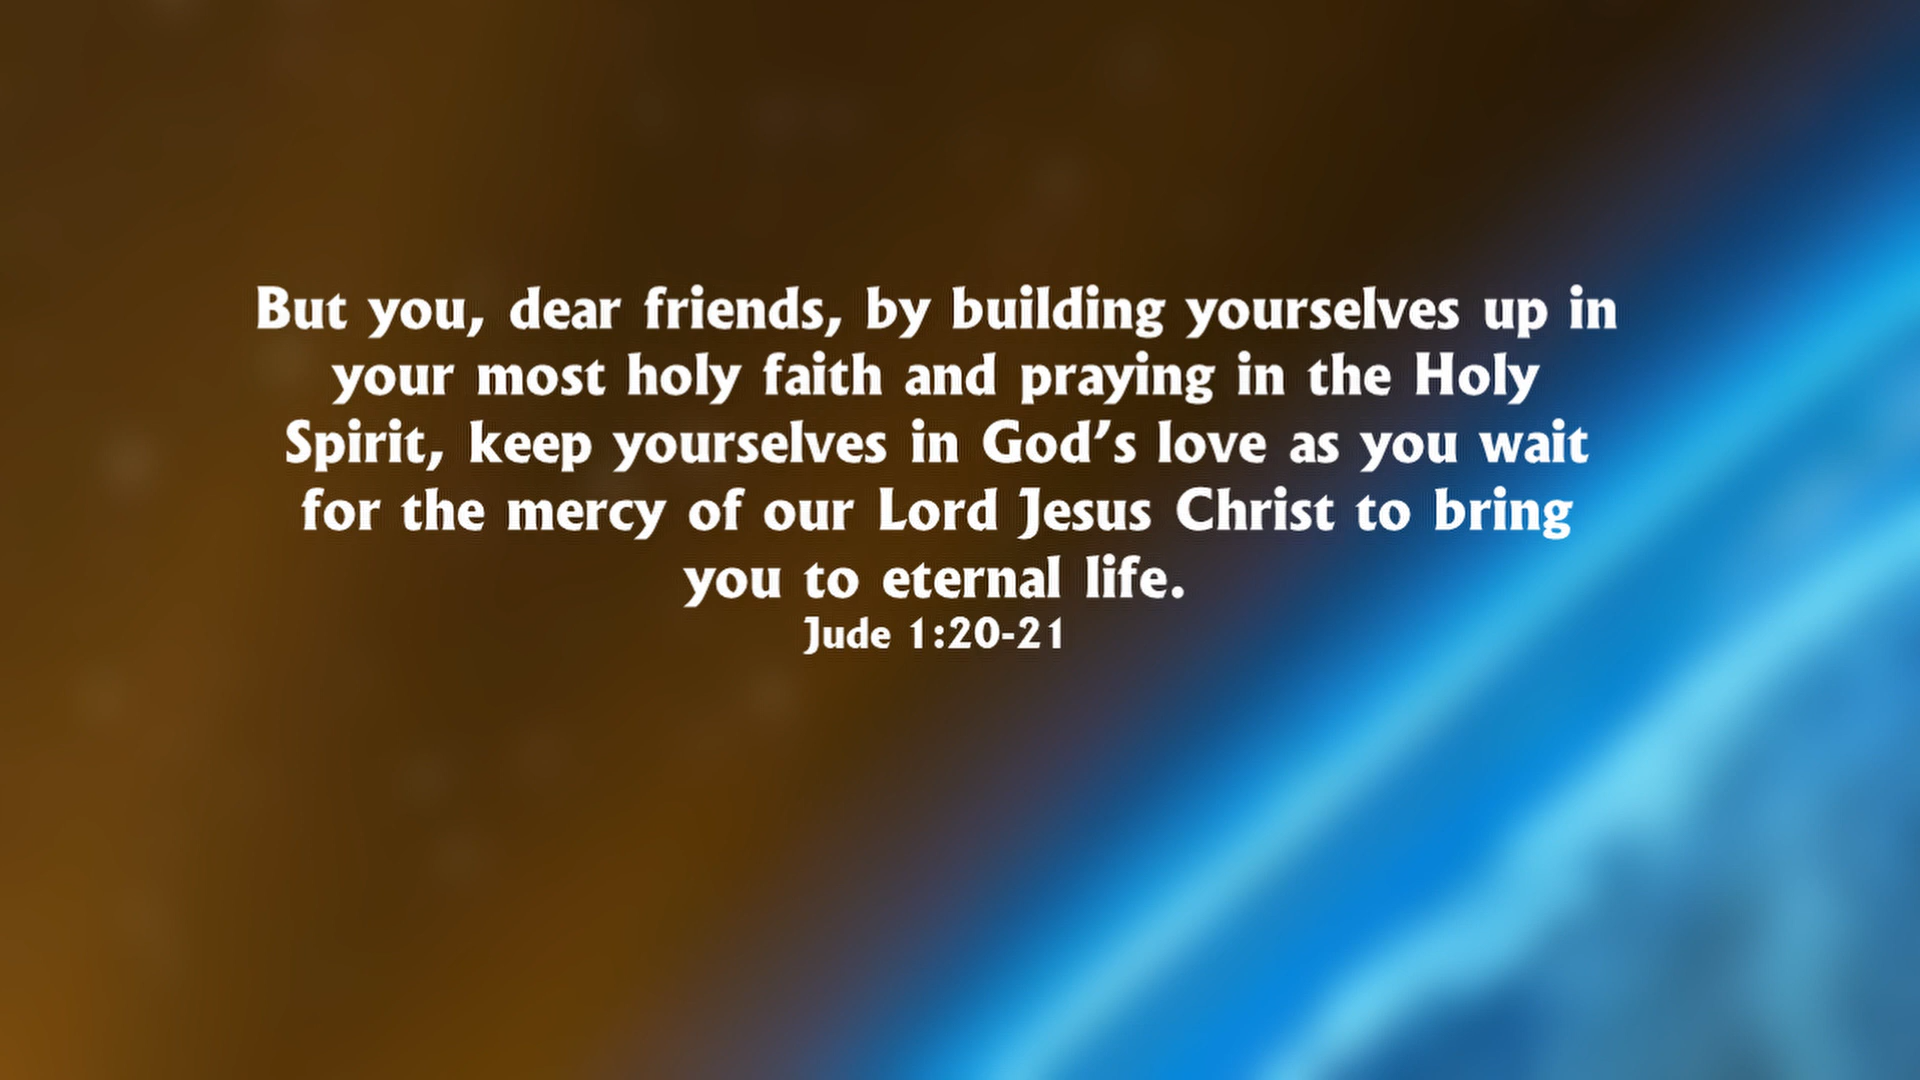 But you, dear friends, by building yourselves up in
your most holy faith and praying in the Holy
Spirit, keep yourselves in God’s love as you wait
for the mercy of our Lord Jesus Christ to bring
you to eternal life.
Jude 1:20-21